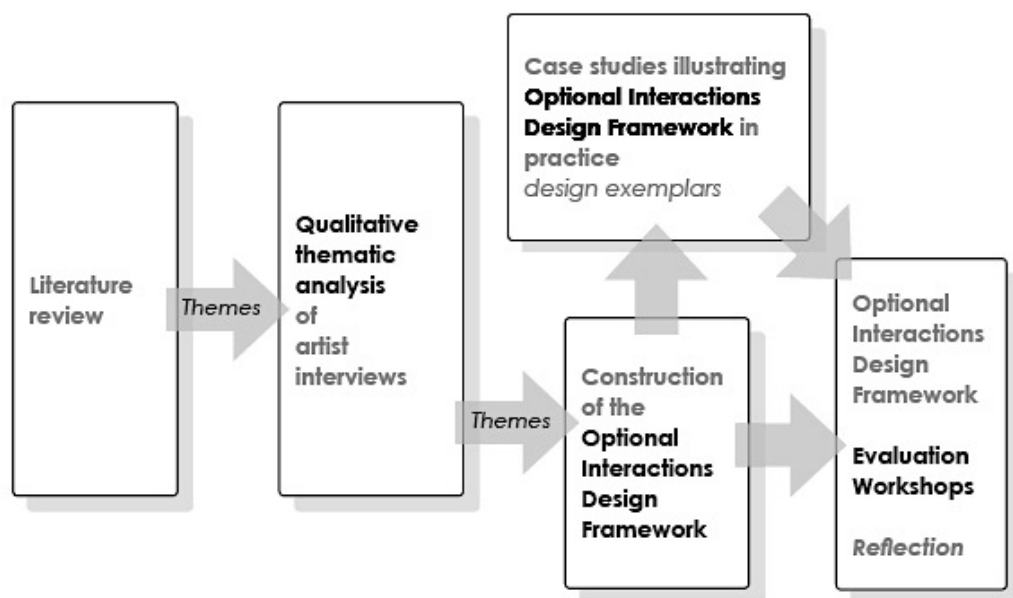 Literature
review
Themes
Qualitative
thematic
analysis
of
artist
interviews
Themes
Construction
of the
Optional
Interactions
Design
Framework
Case studies illustrating
Optional Interactions
Design Framework in
practice
design exemplars
Optional
Interactions
Design
Framework
Evaluation
Workshops
Reflection